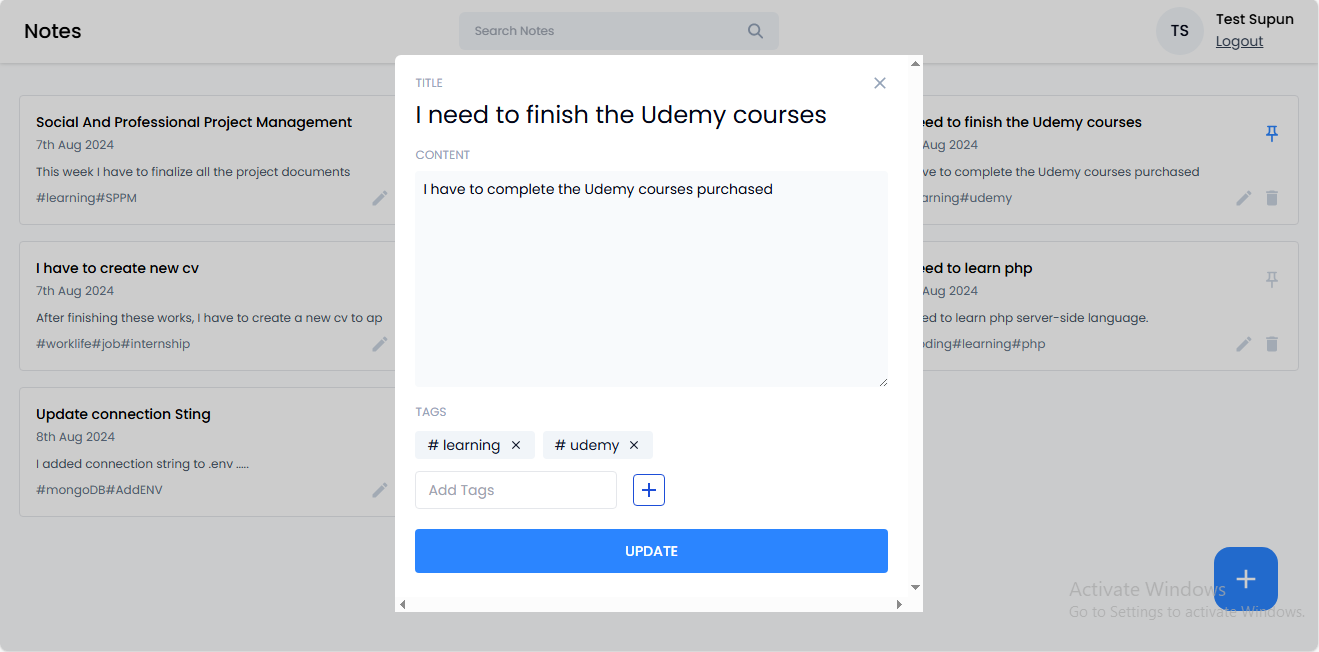 Notes
Search Notes
TS
Test Supun
Logout
Social And Professional Project Management
7th Aug 2024
This week I have to finalize all the project documents
#learning#SPPM
I have to create new cv
7th Aug 2024
After finishing these works, I have to create a new cv to ap
#worklife#job#internship
Update connection Sting
8th Aug 2024
I added connection string to .env .....
#mongoDB#AddENV
TITLE
I need to finish the Udemy courses
CONTENT
I have to complete the Udemy courses purchased
TAGS
# learning ×
# udemy ×
Add Tags
+
UPDATE
eed to finish the Udemy courses
Aug 2024
ve to complete the Udemy courses purchased
arning#udemy
eed to learn php
Aug 2024
ed to learn php server-side language.
oding#learning#php
+
Activate Windows
Go to Settings to activate Windows.